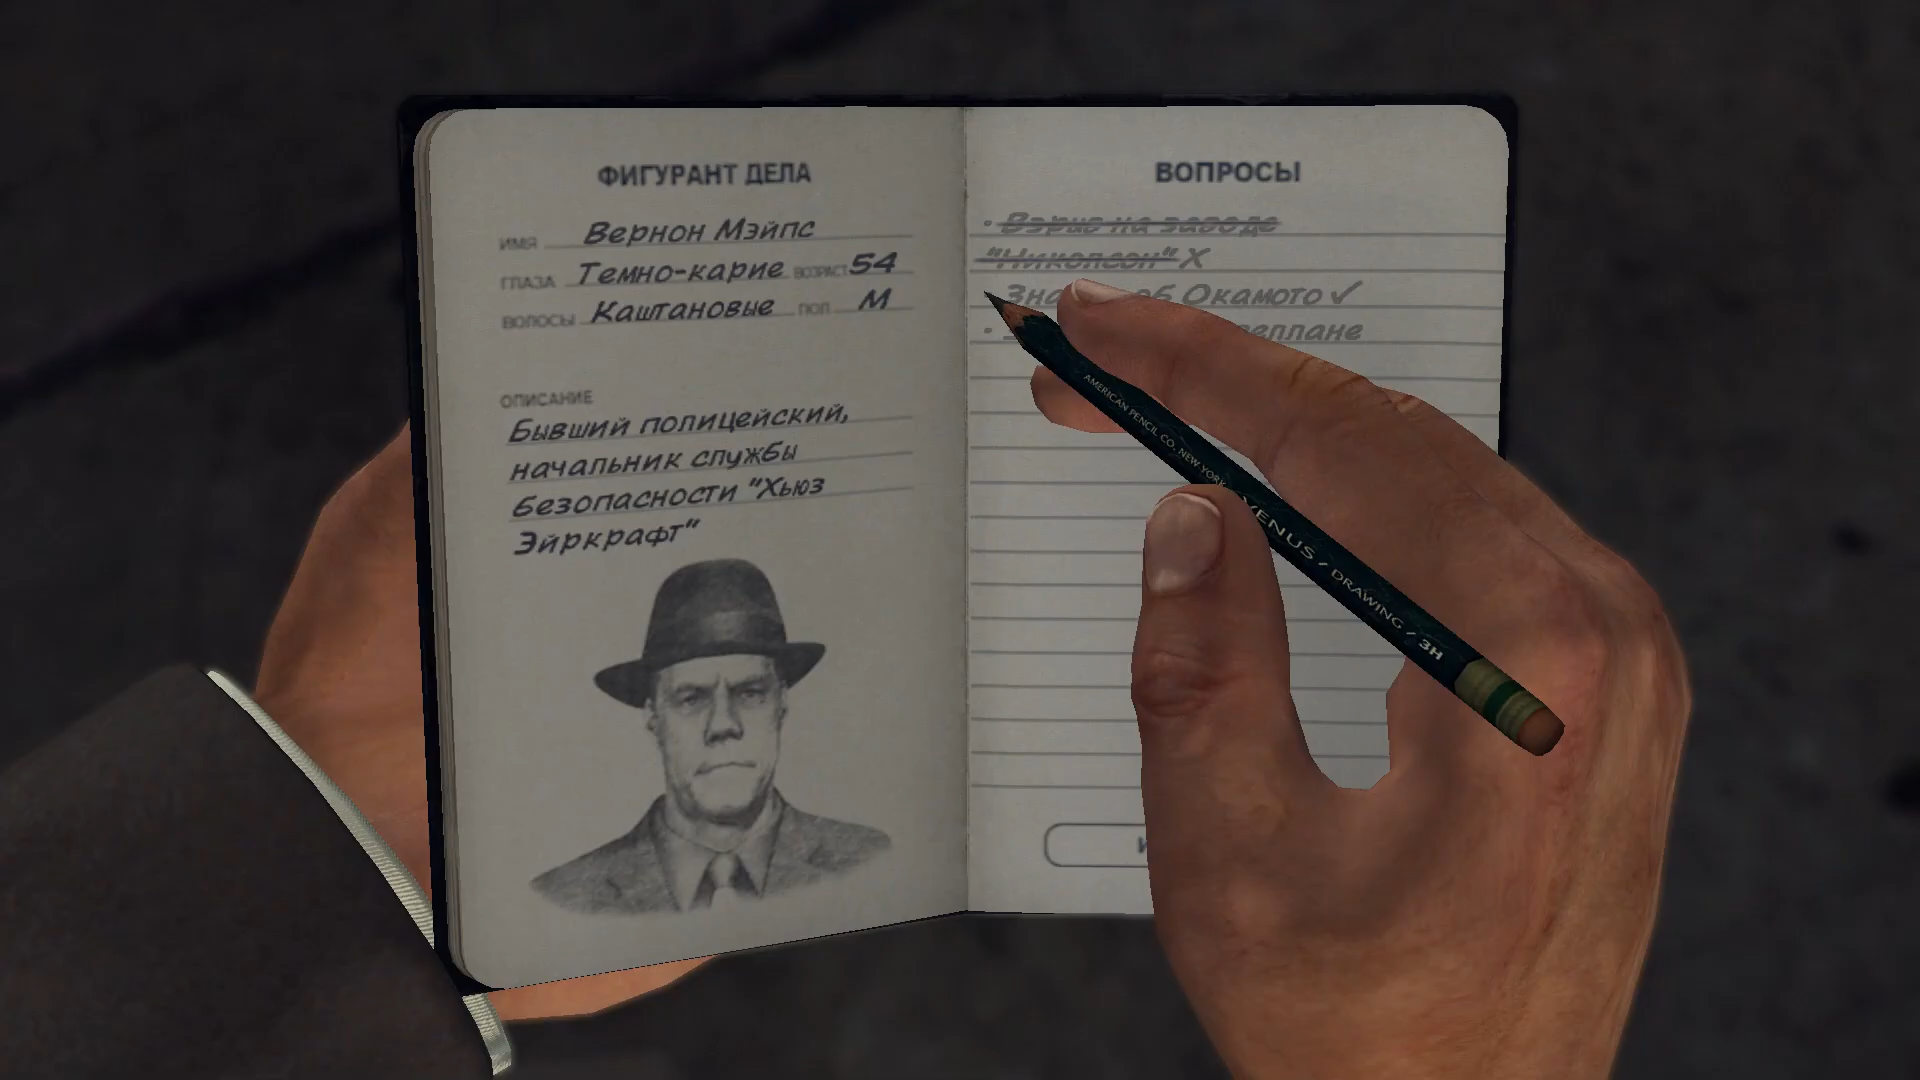 ФИГУРАНТ ДЕЛА
ИМЯ Вернон Мэйпс
ГЛАЗА Темно-карие ВОЗРАСТ 54
ВОЛОСЫ Каштановые ПОЛ М
ОПИСАНИЕ
Бывший полицейский,
начальник службы
безопасности "Хьюз
Эйркрафт"
ВОПРОСЫ
· Взрыв на заводе
"Николсон" X
об Окамото ✓
·
AMERICAN PENCIL CO. NEW YORK
VENUS / DRAWING / 3H